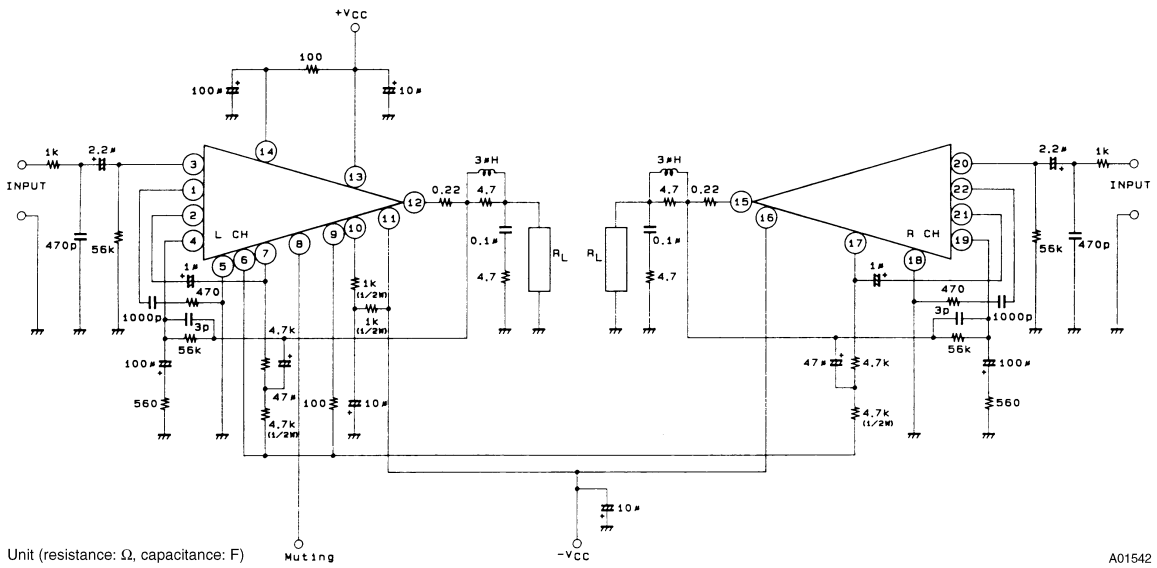 +VCC
100
100µ
+
+
10µ
14
13
1k
2.2µ
+
3
1
2
4
INPUT
470p
56k
L CH
5
6
7
8
9
10
11
12
1µ
+
470
1000p
3p
56k
100µ
+
560
4.7k
+
47µ
4.7k
(1/2W)
100
1k
(1/2W)
1k
(1/2W)
10µ
+
0.22
3µH
4.7
0.1µ
4.7
RL
RL
3µH
4.7
0.22
0.1µ
4.7
15
16
17
18
R CH
20
22
21
19
2.2µ
+
1k
INPUT
56k
470p
1µ
+
470
1000p
3p
56k
100µ
+
560
47µ
+
4.7k
4.7k
(1/2W)
10µ
+
Muting
-VCC
Unit (resistance: Ω, capacitance: F)
A01542